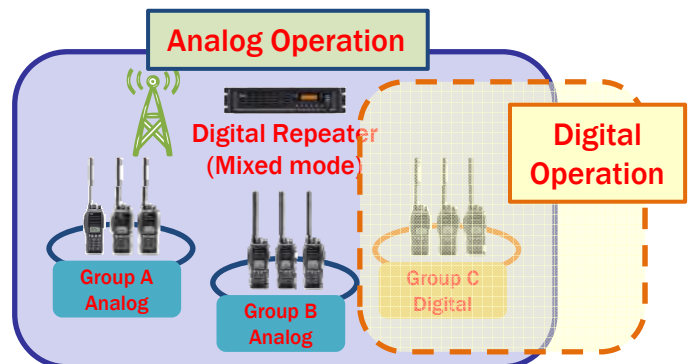 Analog Operation
Digital Repeater
(Mixed mode)
Digital
Operation
Group A
Analog
Group B
Analog
Group C
Digital